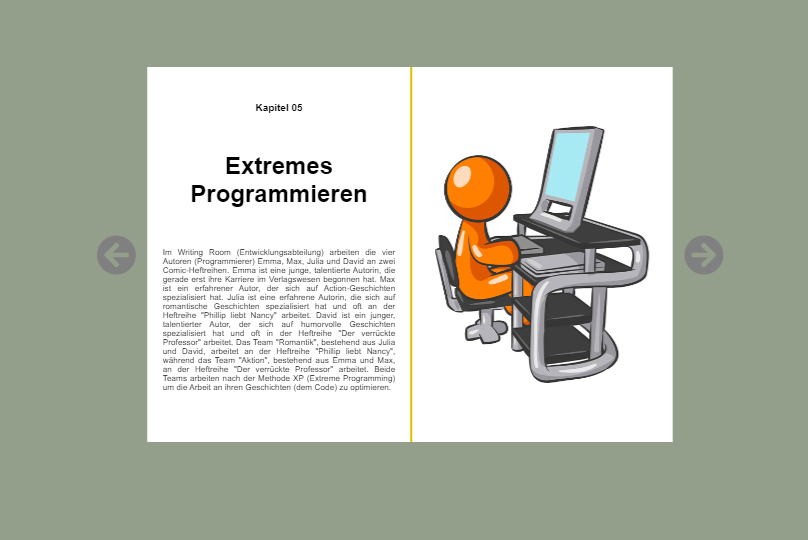 Kapitel 05
Extremes
Programmieren
Im Writing Room (Entwicklungsabteilung) arbeiten die vier
Autoren (Programmierer) Emma, Max, Julia und David an zwei
Comic-Heftreihen. Emma ist eine junge, talentierte Autorin, die
gerade erst ihre Karriere im Verlagswesen begonnen hat. Max
ist ein erfahrener Autor, der sich auf Action-Geschichten
spezialisiert hat. Julia ist eine erfahrene Autorin, die sich auf
romantische Geschichten spezialisiert hat und oft an der
Heftreihe "Phillip liebt Nancy" arbeitet. David ist ein junger,
talentierter Autor, der sich auf humorvolle Geschichten
spezialisiert hat und oft in der Heftreihe "Der verrückte
Professor" arbeitet. Das Team "Romantik", bestehend aus Julia
und David, arbeitet an der Heftreihe "Phillip liebt Nancy",
während das Team "Aktion", bestehend aus Emma und Max,
an der Heftreihe "Der verrückte Professor" arbeitet. Beide
Teams arbeiten nach der Methode XP (Extreme Programming)
um die Arbeit an ihren Geschichten (dem Code) zu optimieren.